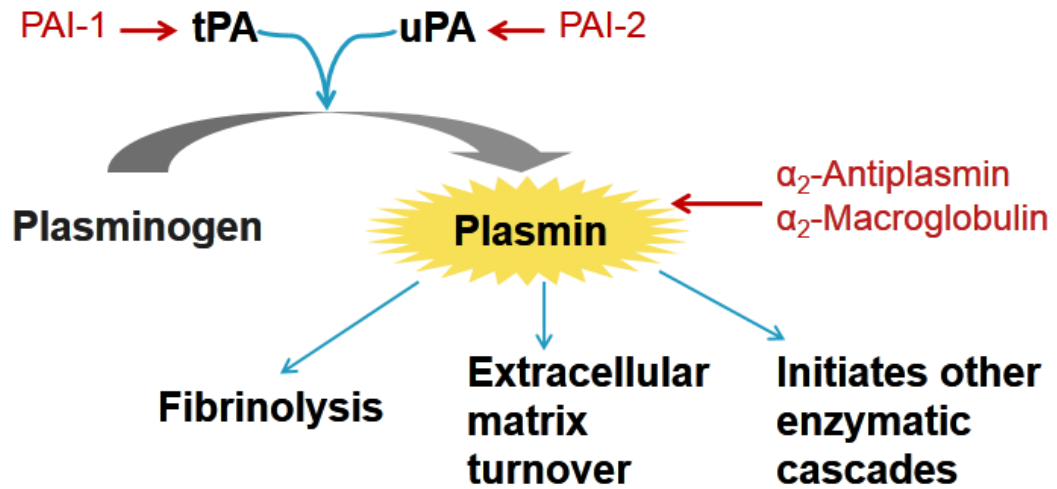 PAI-1 tPA uPA PAI-2
α₂-Antiplasmin
α₂-Macroglobulin
Plasminogen
Plasmin
Fibrinolysis
Extracellular
matrix
turnover
Initiates other
enzymatic
cascades